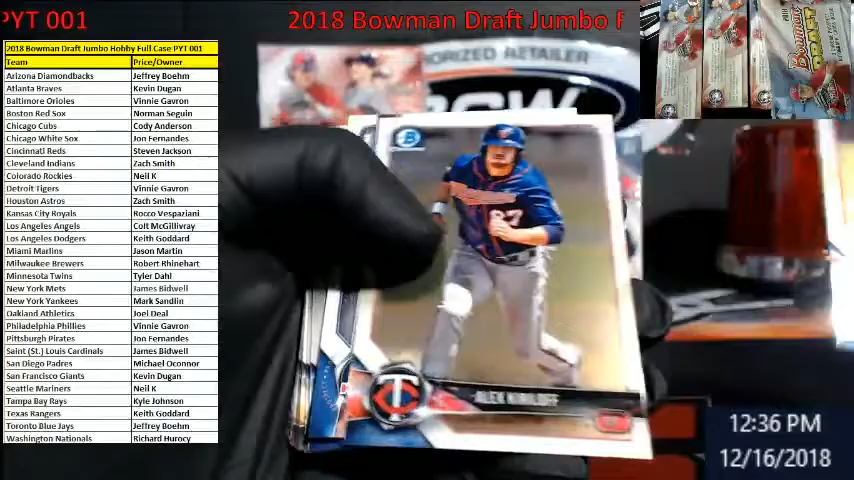 PYT 001
2018 Bowman Draft Jumbo
2018 Bowman Draft Jumbo Hobby Full Case PYT 001
Team Price/Owner
Arizona Diamondbacks Jeffrey Boehm
Atlanta Braves Kevin Dugan
Baltimore Orioles Vinnie Gavron
Boston Red Sox Norman Seguin
Chicago Cubs Cody Anderson
Chicago White Sox Jon Fernandes
Cincinnati Reds Steven Jackson
Cleveland Indians Zach Smith
Colorado Rockies Neil K
Detroit Tigers Vinnie Gavron
Houston Astros Zach Smith
Kansas City Royals Rocco Vespaziani
Los Angeles Angels Colt McGillivray
Los Angeles Dodgers Keith Goddard
Miami Marlins Jason Martin
Milwaukee Brewers Robert Rhinehart
Minnesota Twins Tyler Dahl
New York Mets James Bidwell
New York Yankees Mark Sandlin
Oakland Athletics Joel Deal
Philadelphia Phillies Vinnie Gavron
Pittsburgh Pirates Jon Fernandes
Saint (St.) Louis Cardinals James Bidwell
San Diego Padres Michael Oconnor
San Francisco Giants Kevin Dugan
Seattle Mariners Neil K
Tampa Bay Rays Kyle Johnson
Texas Rangers Keith Goddard
Toronto Blue Jays Jeffrey Boehm
Washington Nationals Richard Hurocy
ORIZED RETAILER
B
ALEX KIRILOFF
Bowman
DRAFT
12:36 PM
12/16/2018